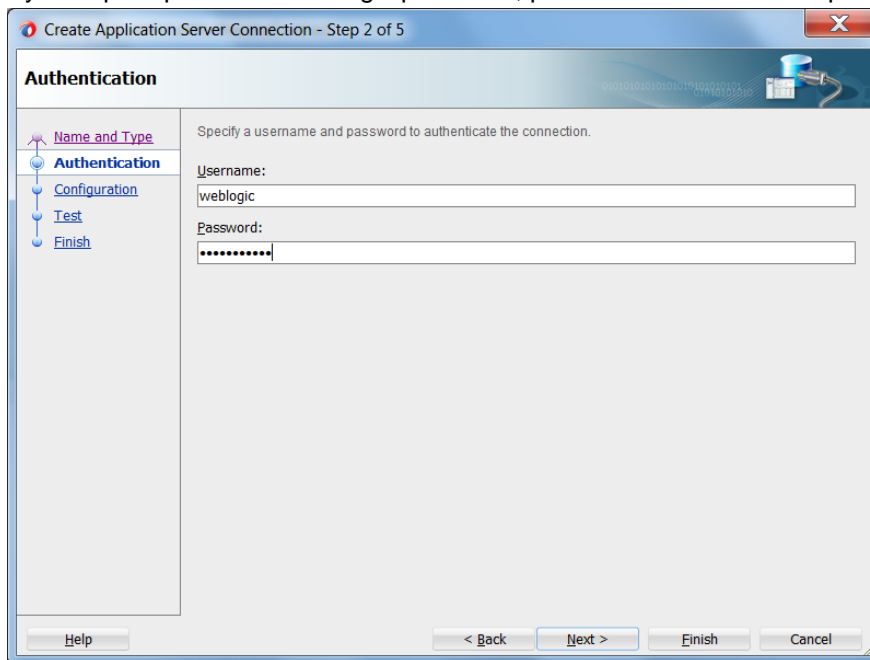 Create Application Server Connection - Step 2 of 5
Authentication
Name and Type
Authentication
Configuration
Test
Finish
Specify a username and password to authenticate the connection.
Username:
weblogic
Password:
•••••••••••
Help
< Back
Next >
Finish
Cancel